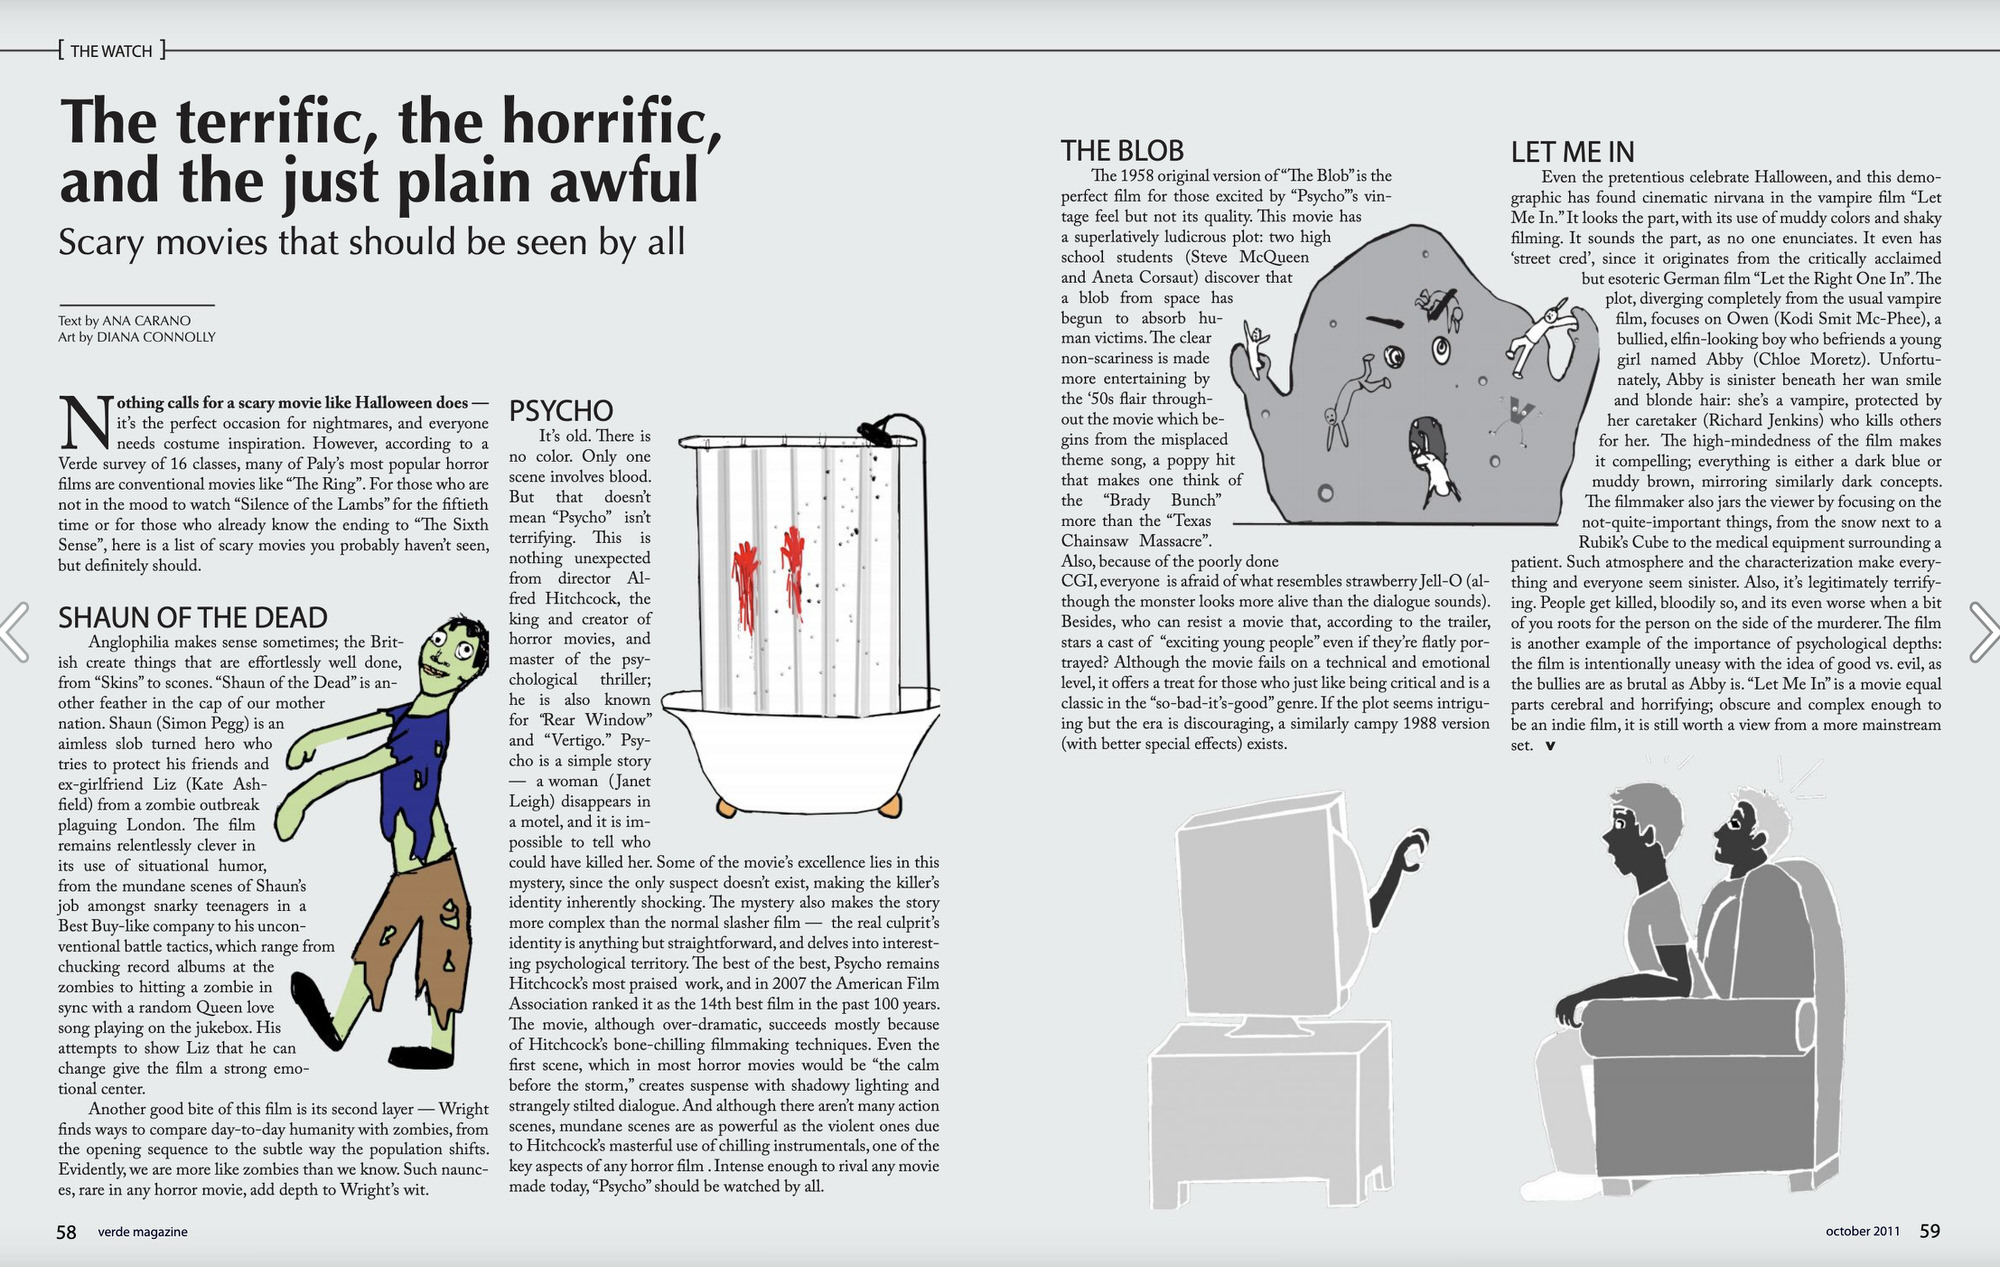 [ THE WATCH ]
The terrific, the horrific,
and the just plain awful
Scary movies that should be seen by all
Text by ANA CARANO
Art by DIANA CONNOLLY
Nothing calls for a scary movie like Halloween does —
it's the perfect occasion for nightmares, and everyone
needs costume inspiration. However, according to a
Verde survey of 16 classes, many of Paly's most popular horror
films are conventional movies like "The Ring". For those who are
not in the mood to watch "Silence of the Lambs" for the fiftieth
time or for those who already know the ending to "The Sixth
Sense", here is a list of scary movies you probably haven't seen,
but definitely should.
SHAUN OF THE DEAD
Anglophilia makes sense sometimes; the Brit-
ish create things that are effortlessly well done,
from "Skins" to scones. "Shaun of the Dead" is an-
other feather in the cap of our mother
nation. Shaun (Simon Pegg) is an
aimless slob turned hero who
tries to protect his friends and
ex-girlfriend Liz (Kate Ash-
field) from a zombie outbreak
plaguing London. The film
remains relentlessly clever in
its use of situational humor,
from the mundane scenes of Shaun's
job amongst snarky teenagers in a
Best Buy-like company to his uncon-
ventional battle tactics, which range from
chucking record albums at the
zombies to hitting a zombie in
sync with a random Queen love
song playing on the jukebox. His
attempts to show Liz that he can
change give the film a strong emo-
tional center.
Another good bite of this film is its second layer — Wright
finds ways to compare day-to-day humanity with zombies, from
the opening sequence to the subtle way the population shifts.
Evidently, we are more like zombies than we know. Such naunc-
es, rare in any horror movie, add depth to Wright's wit.
PSYCHO
It's old. There is
no color. Only one
scene involves blood.
But that doesn't
mean "Psycho" isn't
terrifying. This is
nothing unexpected
from director Al-
fred Hitchcock, the
king and creator of
horror movies, and
master of the psy-
chological thriller;
he is also known
for "Rear Window"
and "Vertigo." Psy-
cho is a simple story
— a woman (Janet
Leigh) disappears in
a motel, and it is im-
possible to tell who
could have killed her. Some of the movie's excellence lies in this
mystery, since the only suspect doesn't exist, making the killer's
identity inherently shocking. The mystery also makes the story
more complex than the normal slasher film — the real culprit's
identity is anything but straightforward, and delves into interest-
ing psychological territory. The best of the best, Psycho remains
Hitchcock's most praised work, and in 2007 the American Film
Association ranked it as the 14th best film in the past 100 years.
The movie, although over-dramatic, succeeds mostly because
of Hitchcock's bone-chilling filmmaking techniques. Even the
first scene, which in most horror movies would be "the calm
before the storm," creates suspense with shadowy lighting and
strangely stilted dialogue. And although there aren't many action
scenes, mundane scenes are as powerful as the violent ones due
to Hitchcock's masterful use of chilling instrumentals, one of the
key aspects of any horror film . Intense enough to rival any movie
made today, "Psycho" should be watched by all.
THE BLOB
The 1958 original version of "The Blob" is the
perfect film for those excited by "Psycho"'s vin-
tage feel but not its quality. This movie has
a superlatively ludicrous plot: two high
school students (Steve McQueen
and Aneta Corsaut) discover that
a blob from space has
begun to absorb hu-
man victims. The clear
non-scariness is made
more entertaining by
the '50s flair through-
out the movie which be-
gins from the misplaced
theme song, a poppy hit
that makes one think of
the "Brady Bunch"
more than the "Texas
Chainsaw Massacre".
Also, because of the poorly done
CGI, everyone is afraid of what resembles strawberry Jell-O (al-
though the monster looks more alive than the dialogue sounds).
Besides, who can resist a movie that, according to the trailer,
stars a cast of "exciting young people" even if they're flatly por-
trayed? Although the movie fails on a technical and emotional
level, it offers a treat for those who just like being critical and is a
classic in the "so-bad-it's-good" genre. If the plot seems intrigu-
ing but the era is discouraging, a similarly campy 1988 version
(with better special effects) exists.
LET ME IN
Even the pretentious celebrate Halloween, and this demo-
graphic has found cinematic nirvana in the vampire film "Let
Me In." It looks the part, with its use of muddy colors and shaky
filming. It sounds the part, as no one enunciates. It even has
'street cred', since it originates from the critically acclaimed
but esoteric German film "Let the Right One In". The
plot, diverging completely from the usual vampire
film, focuses on Owen (Kodi Smit Mc-Phee), a
bullied, elfin-looking boy who befriends a young
girl named Abby (Chloe Moretz). Unfortu-
nately, Abby is sinister beneath her wan smile
and blonde hair: she's a vampire, protected by
her caretaker (Richard Jenkins) who kills others
for her. The high-mindedness of the film makes
it compelling; everything is either a dark blue or
muddy brown, mirroring similarly dark concepts.
The filmmaker also jars the viewer by focusing on the
not-quite-important things, from the snow next to a
Rubik's Cube to the medical equipment surrounding a
patient. Such atmosphere and the characterization make every-
thing and everyone seem sinister. Also, it's legitimately terrify-
ing. People get killed, bloodily so, and its even worse when a bit
of you roots for the person on the side of the murderer. The film
is another example of the importance of psychological depths:
the film is intentionally uneasy with the idea of good vs. evil, as
the bullies are as brutal as Abby is. "Let Me In" is a movie equal
parts cerebral and horrifying; obscure and complex enough to
be an indie film, it is still worth a view from a more mainstream
set. v
58 verde magazine
october 2011 59